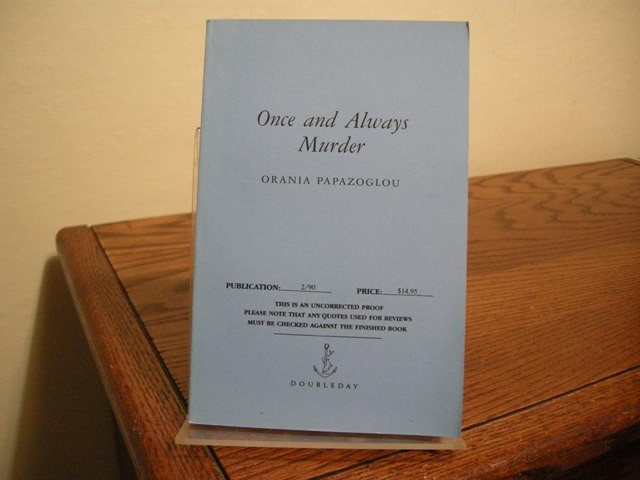 Once and Always
Murder
ORANIA PAPAZOGLOU
PUBLICATION: 2/90 PRICE: $14.95
THIS IS AN UNCORRECTED PROOF
PLEASE NOTE THAT ANY QUOTES USED FOR REVIEWS
MUST BE CHECKED AGAINST THE FINISHED BOOK
DOUBLEDAY